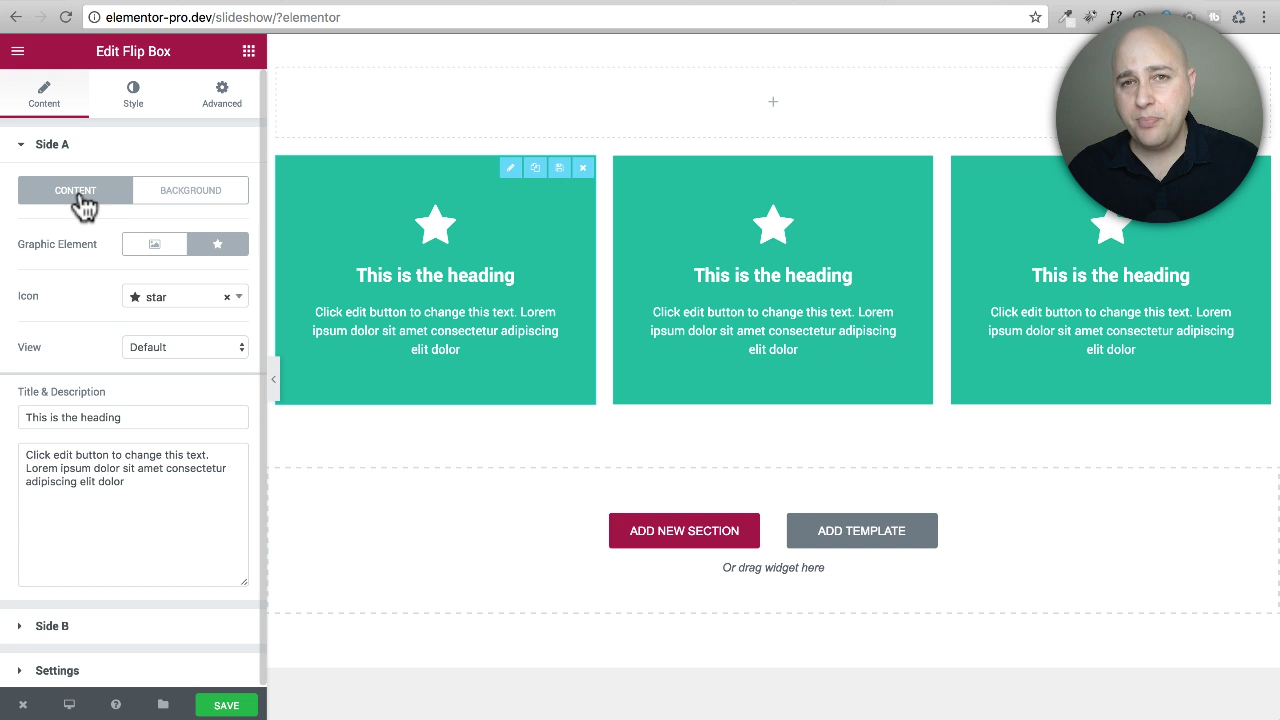 elementor-pro.dev/slideshow/?elementor
Edit Flip Box
Content
Style
Advanced
Side A
CONTENT
BACKGROUND
Graphic Element
Icon
star
View
Default
Title & Description
This is the heading
Click edit button to change this text.
Lorem ipsum dolor sit amet consectetur
adipiscing elit dolor
Side B
Settings
SAVE
This is the heading
Click edit button to change this text. Lorem
ipsum dolor sit amet consectetur adipiscing
elit dolor
This is the heading
Click edit button to change this text. Lorem
ipsum dolor sit amet consectetur adipiscing
elit dolor
This is the heading
Click edit button to change this text. Lorem
ipsum dolor sit amet consectetur adipiscing
elit dolor
ADD NEW SECTION
ADD TEMPLATE
Or drag widget here